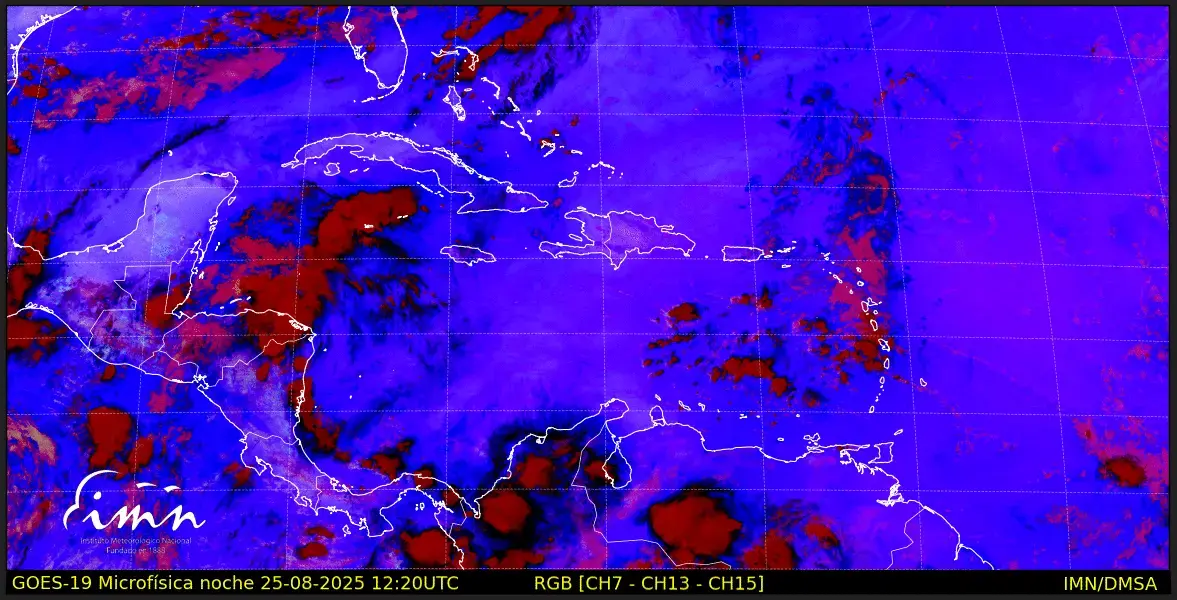 imn
Instituto Meteorológico Nacional
Fundado en 1888
GOES-19 Microfísica noche 25-08-2025 12:20UTC RGB [CH7 - CH13 - CH15] IMN/DMSA